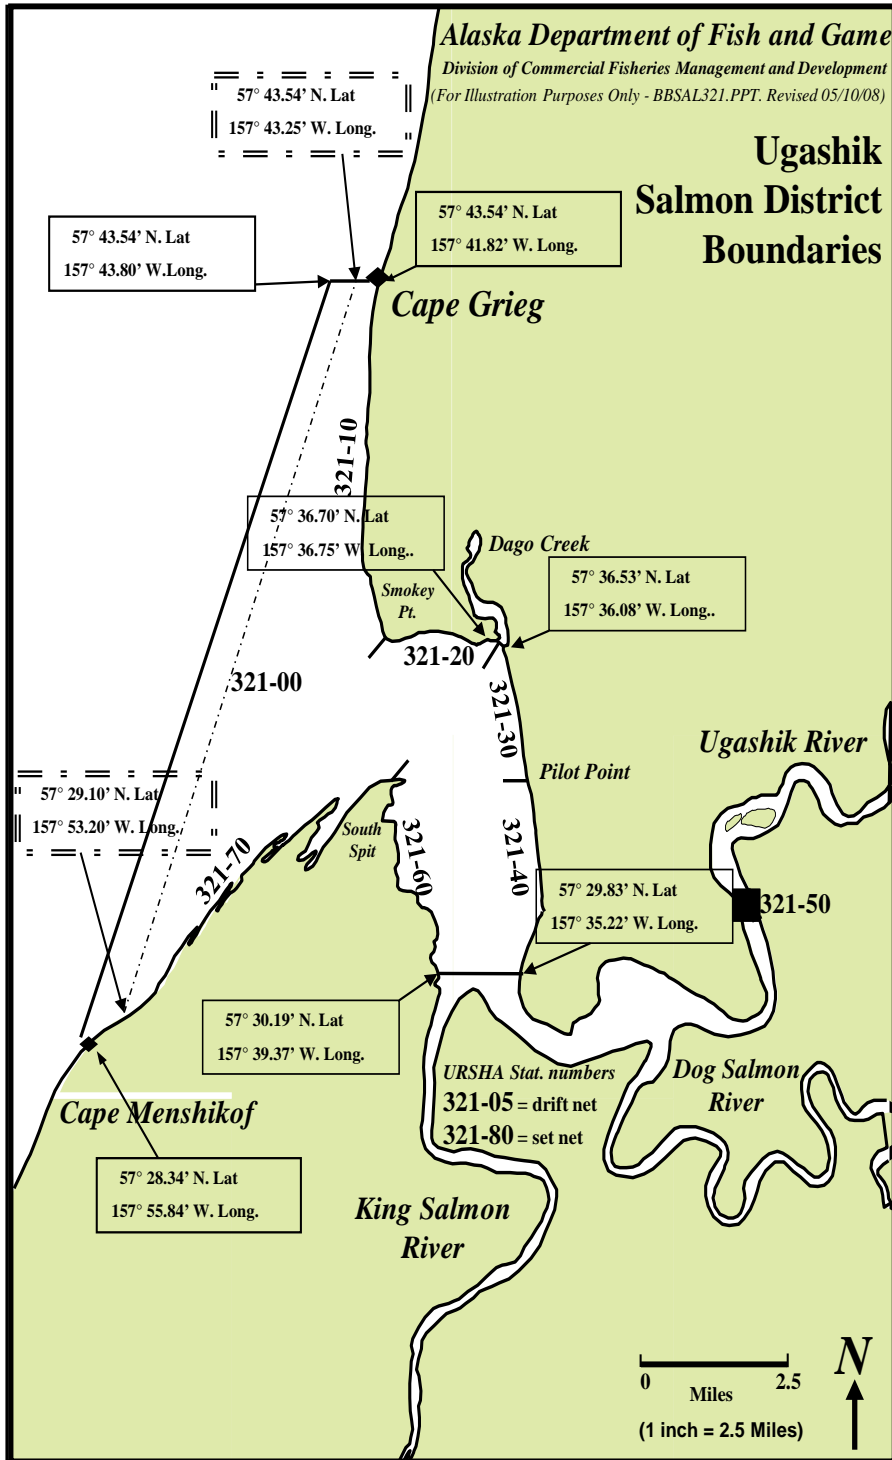 Alaska Department of Fish and Game
Division of Commercial Fisheries Management and Development
(For Illustration Purposes Only - BBSAL321.PPT. Revised 05/10/08)
Ugashik
Salmon District
Boundaries
57° 43.54' N. Lat
157° 43.25' W. Long.
57° 43.54' N. Lat
157° 41.82' W. Long.
57° 43.54' N. Lat
157° 43.80' W.Long.
Cape Grieg
321-10
57° 36.70' N. Lat
157° 36.75' W. Long..
Dago Creek
57° 36.53' N. Lat
157° 36.08' W. Long..
Smokey
Pt.
321-20
321-00
321-30
Ugashik River
Pilot Point
57° 29.10' N. Lat
157° 53.20' W. Long.
South
Spit
321-70
321-60
321-40
57° 29.83' N. Lat
157° 35.22' W. Long.
321-50
57° 30.19' N. Lat
157° 39.37' W. Long.
URSHA Stat. numbers
321-05 = drift net
321-80 = set net
Dog Salmon
River
Cape Menshikof
57° 28.34' N. Lat
157° 55.84' W. Long.
King Salmon
River
N
0 2.5
Miles
(1 inch = 2.5 Miles)